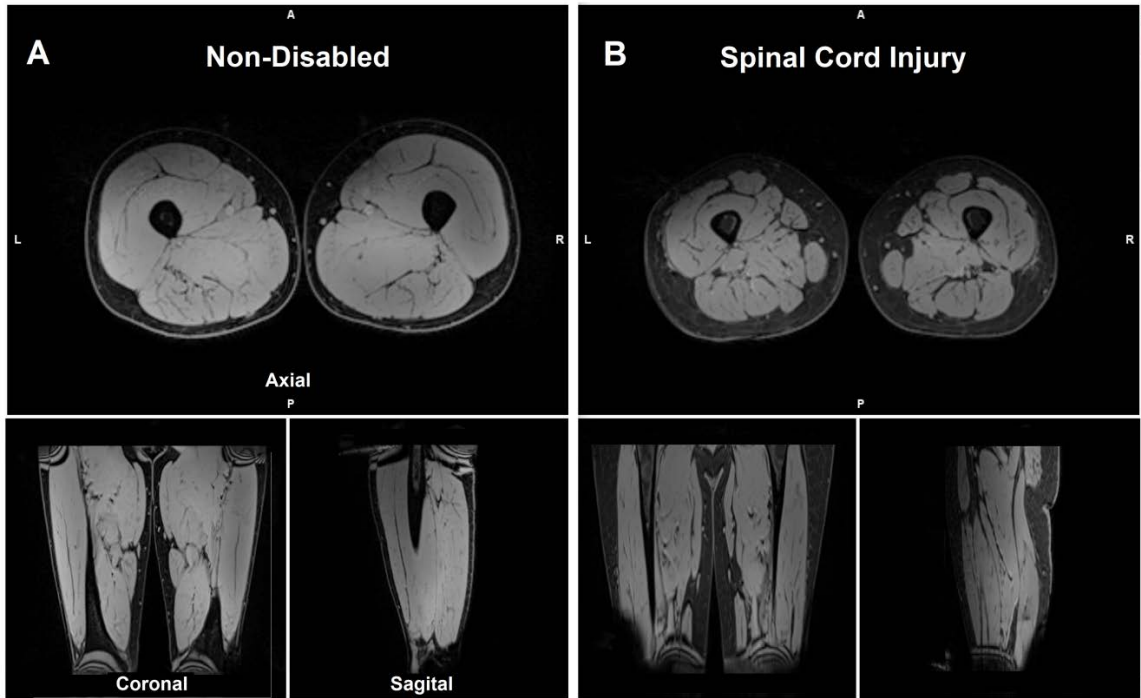 A
A
Non-Disabled
L
R
Axial
P
A
B
Spinal Cord Injury
L
R
P
Coronal
Sagital